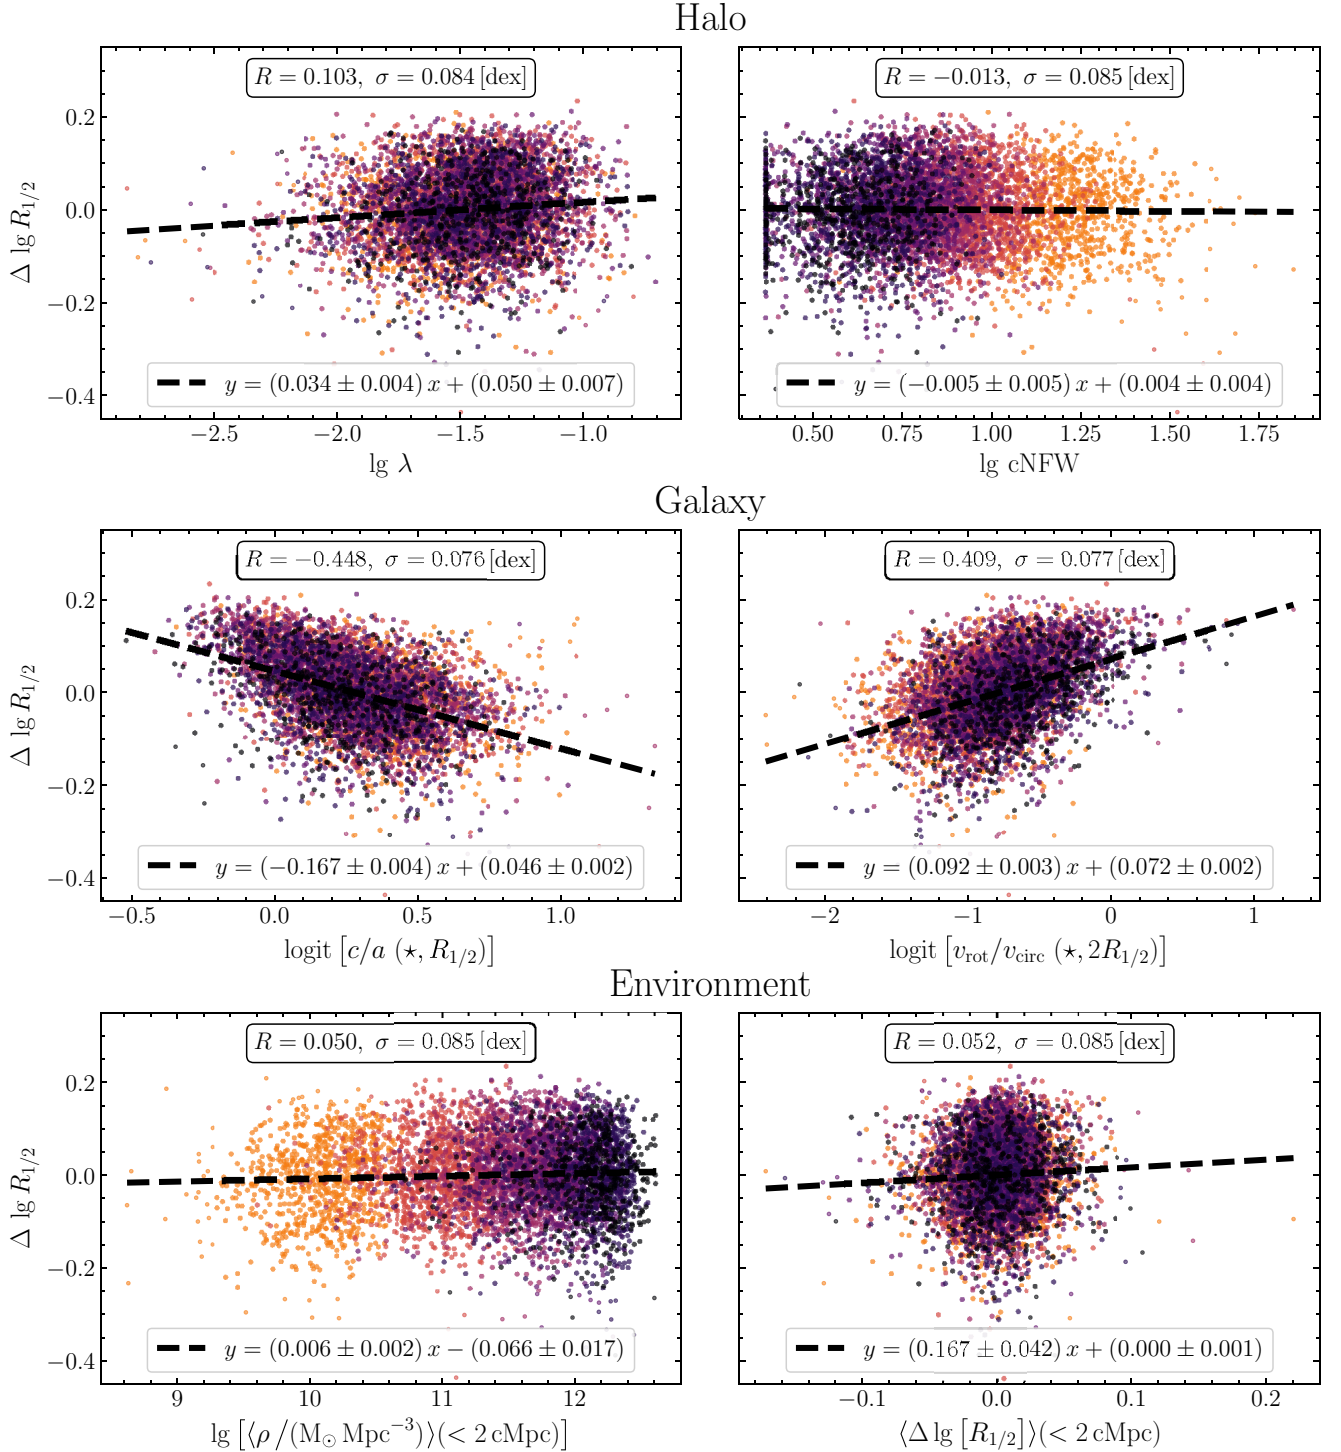 Halo
R = 0.103, σ = 0.084 [dex]
R = −0.013, σ = 0.085 [dex]
0.2
0.0
−0.2
−0.4
Δ lg R1/2
y = (0.034 ± 0.004) x + (0.050 ± 0.007)
y = (−0.005 ± 0.005) x + (0.004 ± 0.004)
−2.5 −2.0 −1.5 −1.0
0.50 0.75 1.00 1.25 1.50 1.75
lg λ
lg cNFW
Galaxy
R = −0.448, σ = 0.076 [dex]
R = 0.409, σ = 0.077 [dex]
0.2
0.0
−0.2
−0.4
Δ lg R1/2
y = (−0.167 ± 0.004) x + (0.046 ± 0.002)
y = (0.092 ± 0.003) x + (0.072 ± 0.002)
−0.5 0.0 0.5 1.0
−2 −1 0 1
logit [c/a (⋆, R1/2)]
logit [vrot/vcirc (⋆, 2R1/2)]
Environment
R = 0.050, σ = 0.085 [dex]
R = 0.052, σ = 0.085 [dex]
0.2
0.0
−0.2
−0.4
Δ lg R1/2
y = (0.006 ± 0.002) x − (0.066 ± 0.017)
y = (0.167 ± 0.042) x + (0.000 ± 0.001)
9 10 11 12
−0.1 0.0 0.1 0.2
lg [⟨ρ /(M⊙ Mpc−3)⟩(< 2 cMpc)]
⟨Δ lg [R1/2]⟩(< 2 cMpc)